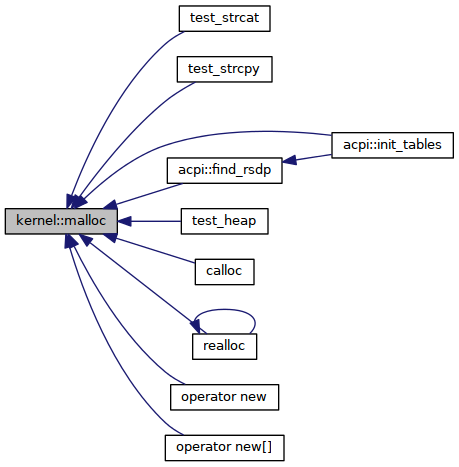 test_strcat
test_strcpy
acpi::init_tables
acpi::find_rsdp
kernel::malloc
test_heap
calloc
realloc
operator new
operator new[]